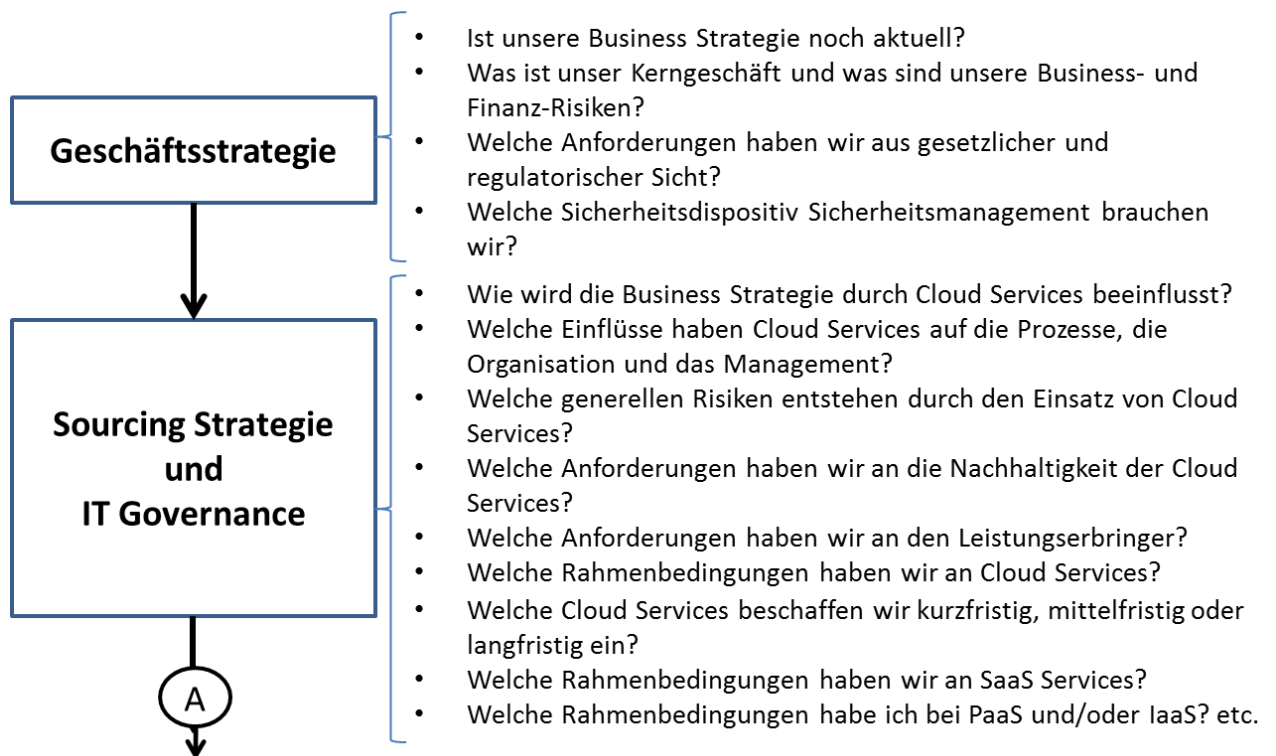 Geschäftsstrategie
• Ist unsere Business Strategie noch aktuell?
• Was ist unser Kerngeschäft und was sind unsere Business- und
Finanz-Risiken?
• Welche Anforderungen haben wir aus gesetzlicher und
regulatorischer Sicht?
• Welche Sicherheitsdispositiv Sicherheitsmanagement brauchen
wir?
Sourcing Strategie
und
IT Governance
• Wie wird die Business Strategie durch Cloud Services beeinflusst?
• Welche Einflüsse haben Cloud Services auf die Prozesse, die
Organisation und das Management?
• Welche generellen Risiken entstehen durch den Einsatz von Cloud
Services?
• Welche Anforderungen haben wir an die Nachhaltigkeit der Cloud
Services?
• Welche Anforderungen haben wir an den Leistungserbringer?
• Welche Rahmenbedingungen haben wir an Cloud Services?
• Welche Cloud Services beschaffen wir kurzfristig, mittelfristig oder
langfristig ein?
• Welche Rahmenbedingungen haben wir an SaaS Services?
• Welche Rahmenbedingungen habe ich bei PaaS und/oder IaaS? etc.
A